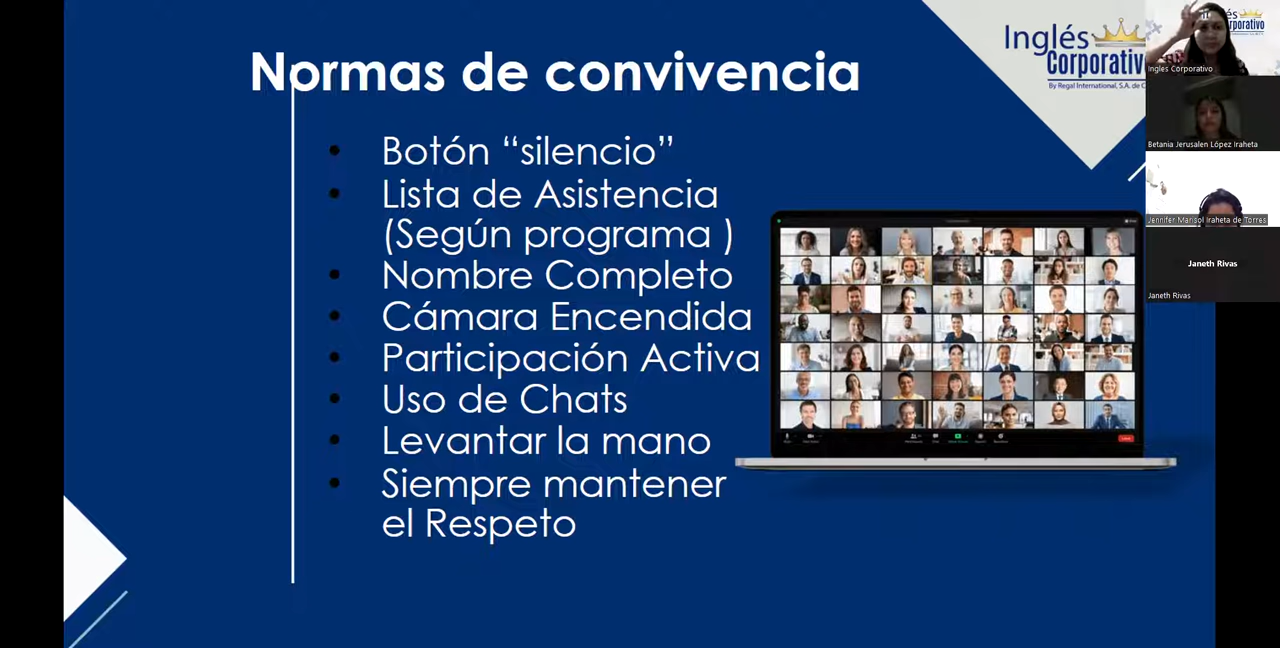 Normas de convivencia
Botón “silencio”
Lista de Asistencia
(Según programa )
Nombre Completo
Cámara Encendida
Participación Activa
Uso de Chats
Levantar la mano
Siempre mantener
el Respeto
Inglés
Corporativo
By Regal International, S.A. de C
Ingles Corporativo
Betania Jerusalen López Iraheta
Jennifer Marisol Iraheta de Torres
Janeth Rivas
Janeth Rivas